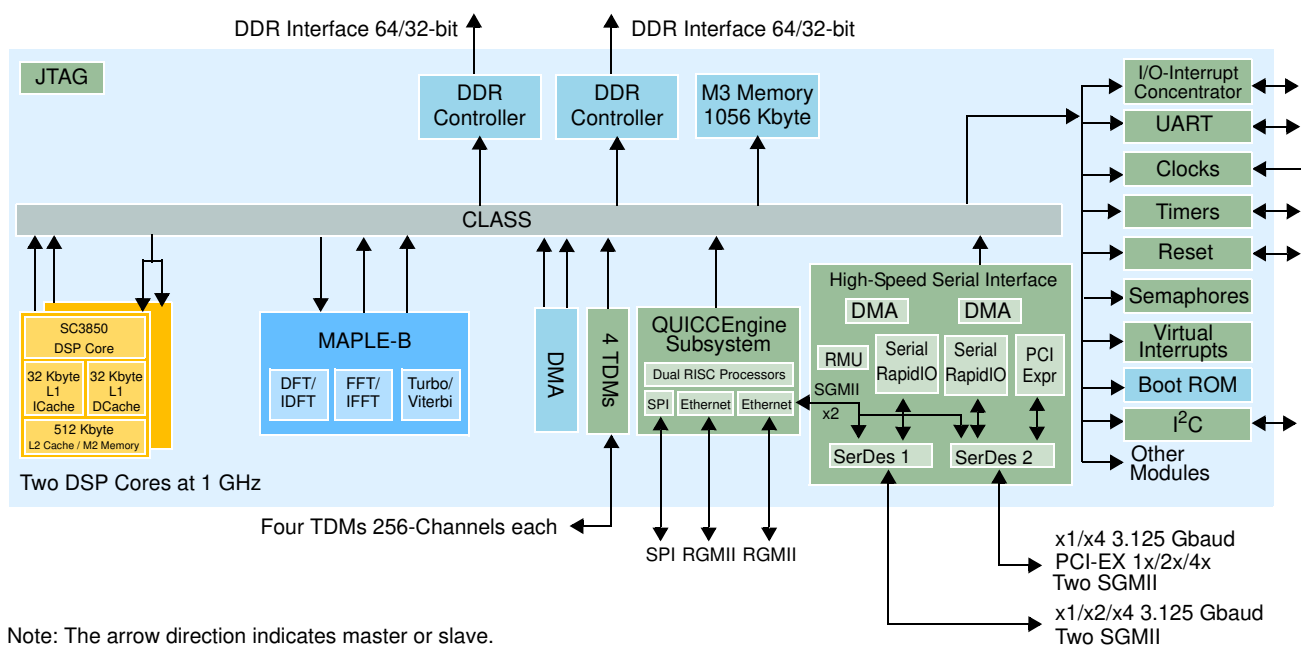 DDR Interface 64/32-bit
DDR Interface 64/32-bit
JTAG
DDR
Controller
DDR
Controller
M3 Memory
1056 Kbyte
I/O-Interrupt
Concentrator
UART
Clocks
Timers
Reset
Semaphores
Virtual
Interrupts
Boot ROM
I²C
Other
Modules
CLASS
SC3850
DSP Core
32 Kbyte
L1
ICache
32 Kbyte
L1
DCache
512 Kbyte
L2 Cache / M2 Memory
Two DSP Cores at 1 GHz
MAPLE-B
DFT/
IDFT
FFT/
IFFT
Turbo/
Viterbi
DMA
4 TDMs
QUICCEngine
Subsystem
Dual RISC Processors
SPI
Ethernet
Ethernet
High-Speed Serial Interface
DMA
DMA
RMU
Serial
RapidIO
Serial
RapidIO
PCI
Expr
SGMII
x2
SerDes 1
SerDes 2
Four TDMs 256-Channels each
SPI
RGMII
RGMII
x1/x4 3.125 Gbaud
PCI-EX 1x/2x/4x
Two SGMII
x1/x2/x4 3.125 Gbaud
Two SGMII
Note: The arrow direction indicates master or slave.